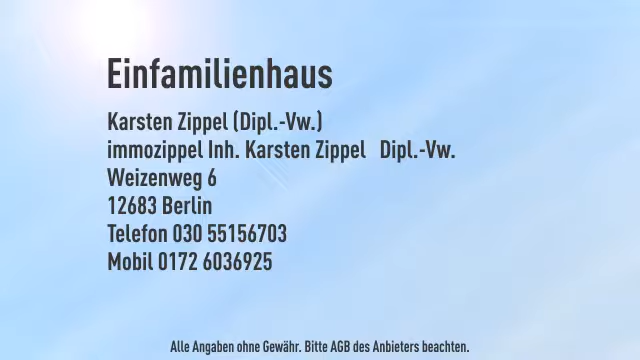 Einfamilienhaus
Karsten Zippel (Dipl.-Vw.)
immozippel Inh. Karsten Zippel Dipl.-Vw.
Weizenweg 6
12683 Berlin
Telefon 030 55156703
Mobil 0172 6036925
Alle Angaben ohne Gewähr. Bitte AGB des Anbieters beachten.